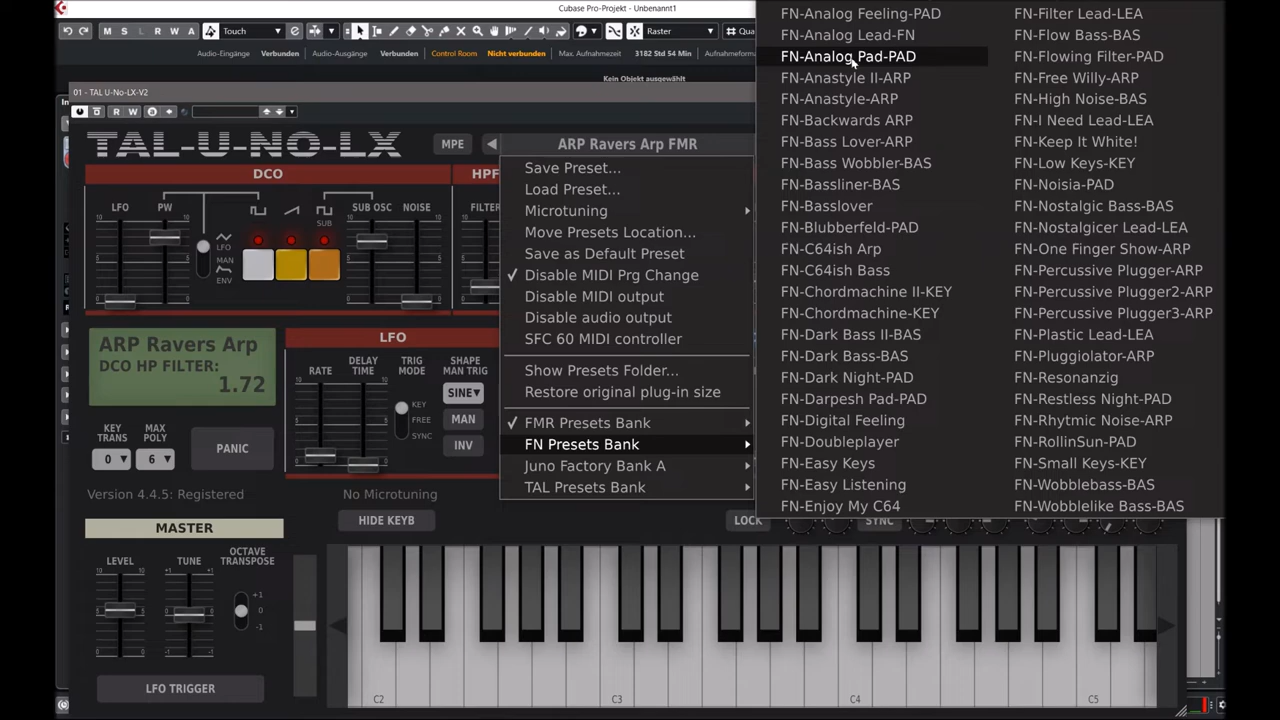 Cubase Pro-Projekt - Unbenannt1
M S L R W A Touch Raster Qua
Audio-Eingänge Verbunden Audio-Ausgänge Verbunden Control Room Nicht verbunden Max. Aufnahmezeit 3182 Std 54 Min Aufnahmeforma
Kein Objekt ausgewählt
01 - TAL U-No-LX-V2
R W
TAL-U-NO-LX
MPE
ARP Ravers Arp FMR
DCO
HPF
LFO PW SUB OSC NOISE FILTER
10
5
0
LFO
MAN
ENV
SUB
ARP Ravers Arp
DCO HP FILTER:
1.72
LFO
RATE DELAY TIME TRIG MODE SHAPE MAN TRIG
KEY
FREE
SYNC
SINE
MAN
INV
KEY TRANS MAX POLY
0 6
PANIC
Version 4.4.5: Registered
No Microtuning
MASTER
HIDE KEYB
LOCK
SYNC
LEVEL TUNE OCTAVE TRANSPOSE
+1
0
-1
LFO TRIGGER
C2 C3 C4 C5
Save Preset...
Load Preset...
Microtuning
Move Presets Location...
Save as Default Preset
Disable MIDI Prg Change
Disable MIDI output
Disable audio output
SFC 60 MIDI controller
Show Presets Folder...
Restore original plug-in size
FMR Presets Bank
FN Presets Bank
Juno Factory Bank A
TAL Presets Bank
FN-Analog Feeling-PAD
FN-Analog Lead-FN
FN-Analog Pad-PAD
FN-Anastyle II-ARP
FN-Anastyle-ARP
FN-Backwards ARP
FN-Bass Lover-ARP
FN-Bass Wobbler-BAS
FN-Bassliner-BAS
FN-Basslover
FN-Blubberfeld-PAD
FN-C64ish Arp
FN-C64ish Bass
FN-Chordmachine II-KEY
FN-Chordmachine-KEY
FN-Dark Bass II-BAS
FN-Dark Bass-BAS
FN-Dark Night-PAD
FN-Darpesh Pad-PAD
FN-Digital Feeling
FN-Doubleplayer
FN-Easy Keys
FN-Easy Listening
FN-Enjoy My C64
FN-Filter Lead-LEA
FN-Flow Bass-BAS
FN-Flowing Filter-PAD
FN-Free Willy-ARP
FN-High Noise-BAS
FN-I Need Lead-LEA
FN-Keep It White!
FN-Low Keys-KEY
FN-Noisia-PAD
FN-Nostalgic Bass-BAS
FN-Nostalgicer Lead-LEA
FN-One Finger Show-ARP
FN-Percussive Plugger-ARP
FN-Percussive Plugger2-ARP
FN-Percussive Plugger3-ARP
FN-Plastic Lead-LEA
FN-Pluggiolator-ARP
FN-Resonanzig
FN-Restless Night-PAD
FN-Rhytmic Noise-ARP
FN-RollinSun-PAD
FN-Small Keys-KEY
FN-Wobblebass-BAS
FN-Wobblelike Bass-BAS